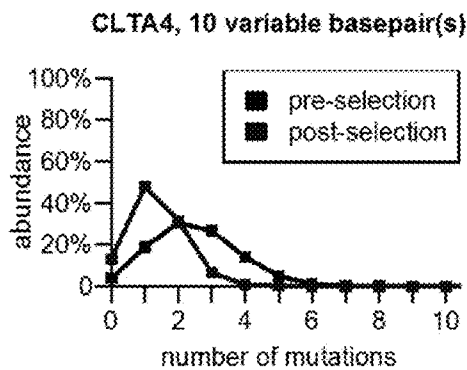 CLTA4, 10 variable basepair(s)
100%
80%
60%
40%
20%
0
abundance
pre-selection
post-selection
0 2 4 6 8 10
number of mutations